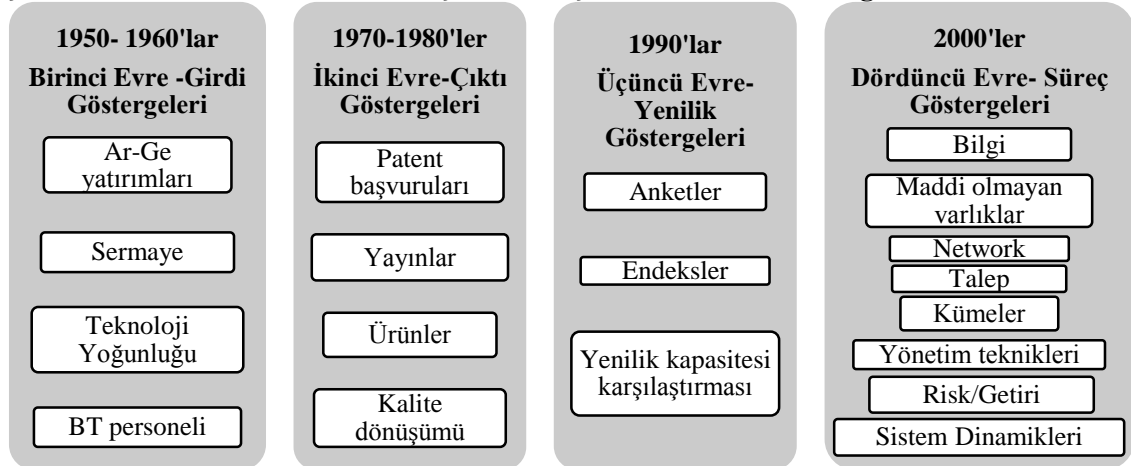 1950- 1960'lar
Birinci Evre -Girdi
Göstergeleri
Ar-Ge
yatırımları
Sermaye
Teknoloji
Yoğunluğu
BT personeli
1970-1980'ler
İkinci Evre-Çıktı
Göstergeleri
Patent
başvuruları
Yayınlar
Ürünler
Kalite
dönüşümü
1990'lar
Üçüncü Evre-
Yenilik
Göstergeleri
Anketler
Endeksler
Yenilik kapasitesi
karşılaştırması
2000'ler
Dördüncü Evre- Süreç
Göstergeleri
Bilgi
Maddi olmayan
varlıklar
Network
Talep
Kümeler
Yönetim teknikleri
Risk/Getiri
Sistem Dinamikleri